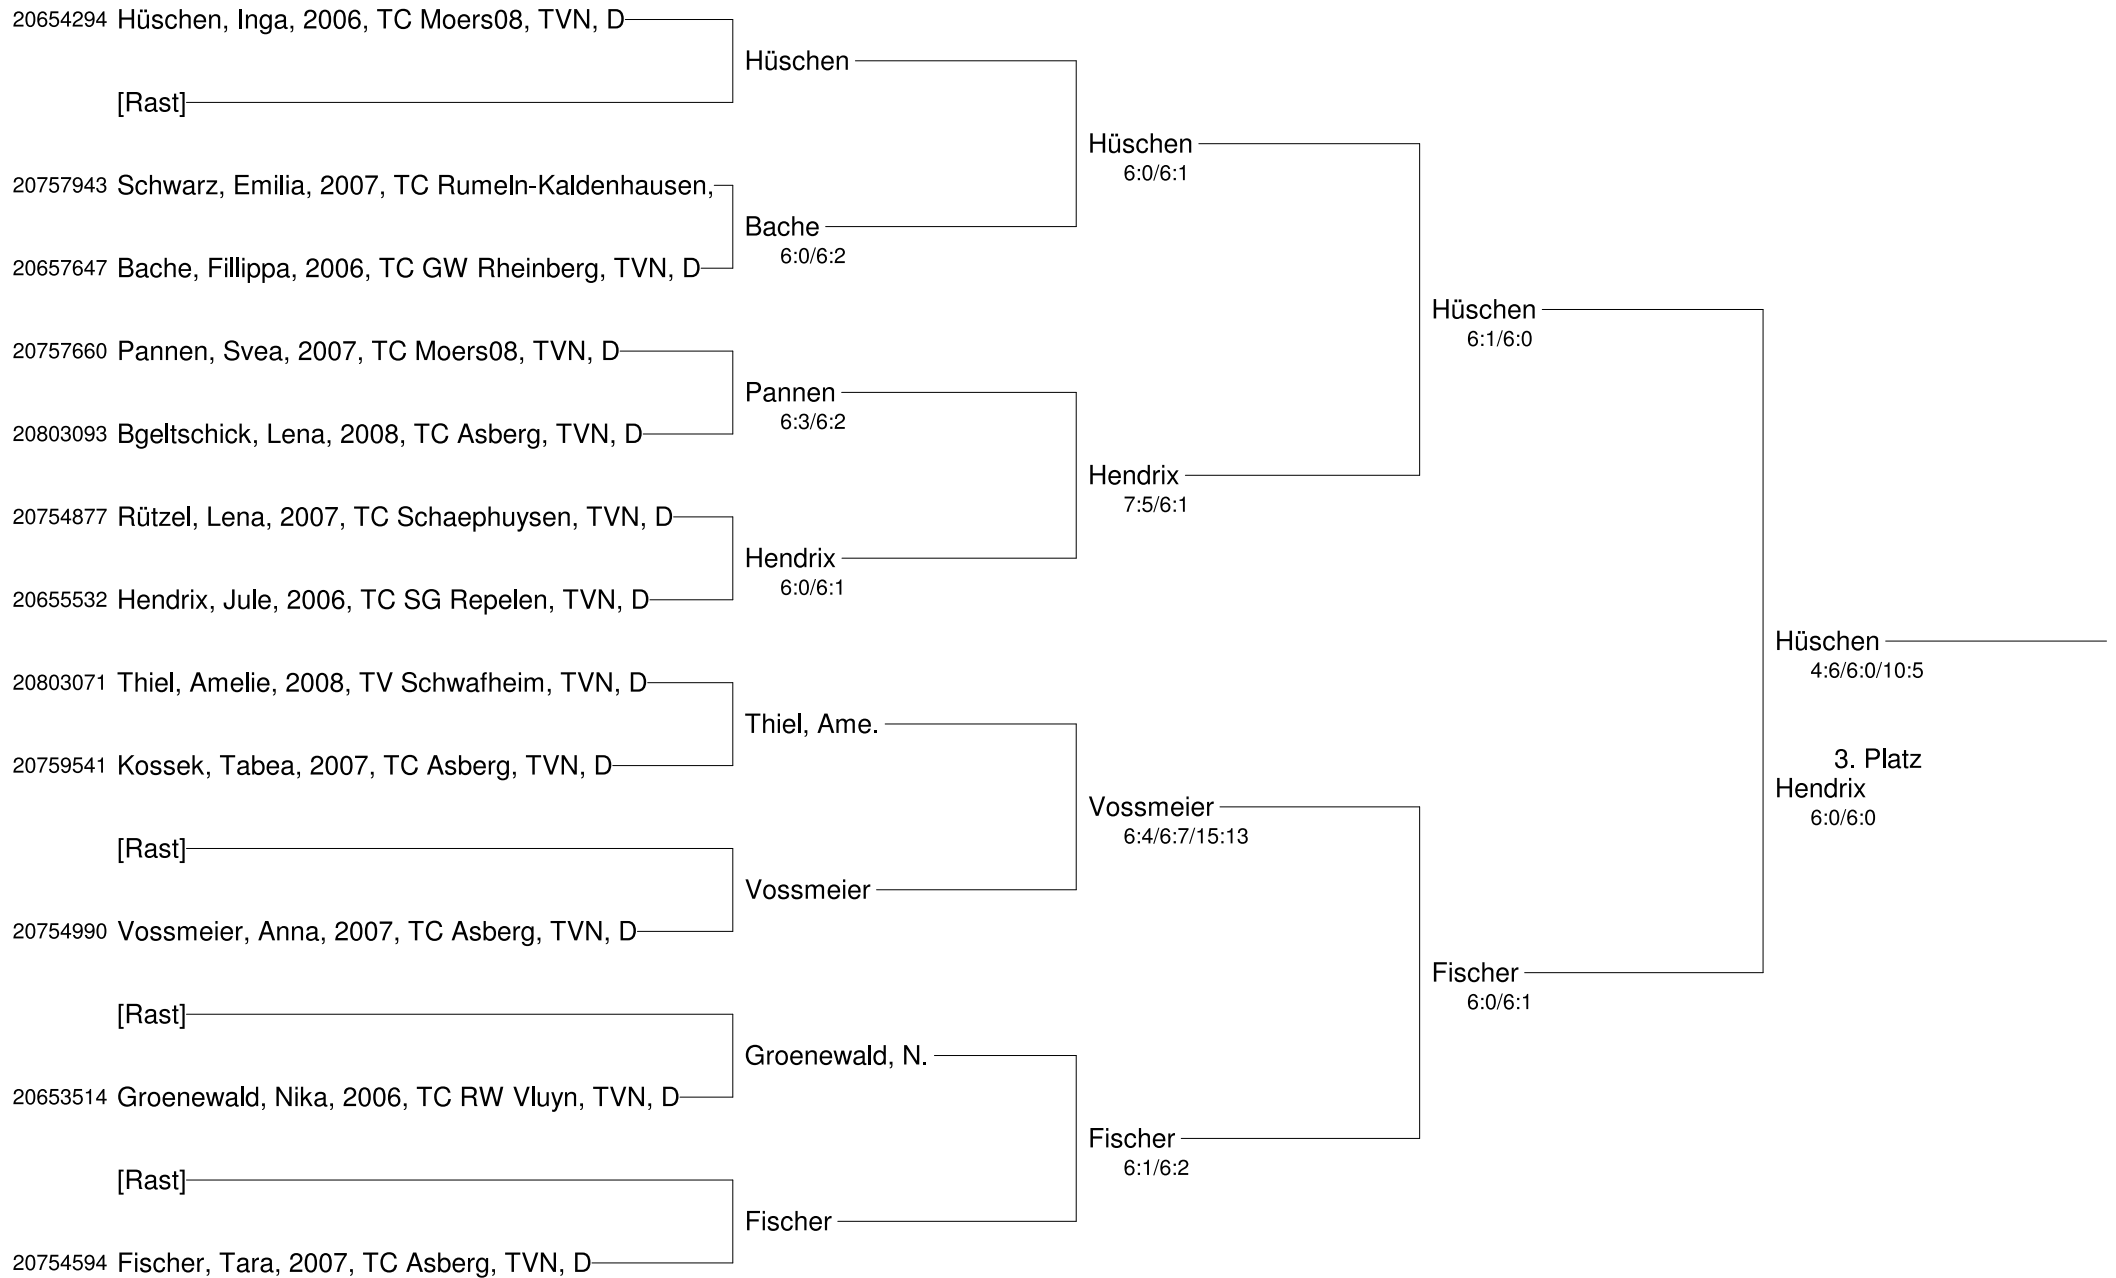 20654294 Hüschen, Inga, 2006, TC Moers08, TVN, D
Hüschen
[Rast]
Hüschen
6:0/6:1
20757943 Schwarz, Emilia, 2007, TC Rumeln-Kaldenhausen,
Bache
6:0/6:2
20657647 Bache, Fillippa, 2006, TC GW Rheinberg, TVN, D
Hüschen
6:1/6:0
20757660 Pannen, Svea, 2007, TC Moers08, TVN, D
Pannen
6:3/6:2
20803093 Bgeltschick, Lena, 2008, TC Asberg, TVN, D
Hendrix
7:5/6:1
20754877 Rützel, Lena, 2007, TC Schaephuysen, TVN, D
Hendrix
6:0/6:1
20655532 Hendrix, Jule, 2006, TC SG Repelen, TVN, D
Hüschen
4:6/6:0/10:5
20803071 Thiel, Amelie, 2008, TV Schwafheim, TVN, D
Thiel, Ame.
3. Platz
Hendrix
6:0/6:0
20759541 Kossek, Tabea, 2007, TC Asberg, TVN, D
Vossmeier
6:4/6:7/15:13
[Rast]
Vossmeier
20754990 Vossmeier, Anna, 2007, TC Asberg, TVN, D
Fischer
6:0/6:1
[Rast]
Groenewald, N.
20653514 Groenewald, Nika, 2006, TC RW Vluyn, TVN, D
Fischer
6:1/6:2
[Rast]
Fischer
20754594 Fischer, Tara, 2007, TC Asberg, TVN, D